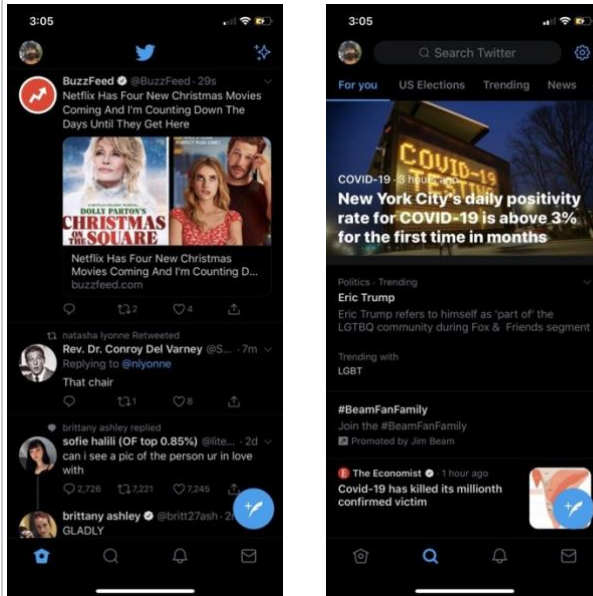 3:05
BuzzFeed @BuzzFeed · 29s
Netflix Has Four New Christmas Movies
Coming And I'm Counting Down The
Days Until They Get Here
DOLLY PARTON'S
CHRISTMAS
ON THE SQUARE
Netflix Has Four New Christmas
Movies Coming And I'm Counting D...
buzzfeed.com
2
4
natasha lyonne Retweeted
Rev. Dr. Conroy Del Varney @S... · 7m
Replying to @nlyonne
That chair
1
8
brittany ashley replied
sofie halili (OF top 0.85%) @lite... · 2d
can i see a pic of the person ur in love
with
2,726
7,221
7,245
brittany ashley @britt27ash · 2
GLADLY
3:05
Search Twitter
For you
US Elections
Trending
News
COVID-19
TESTING
COVID-19 · 3 hours ago
New York City's daily positivity
rate for COVID-19 is above 3%
for the first time in months
Politics · Trending
Eric Trump
Eric Trump refers to himself as 'part of' the
LGTBQ community during Fox & Friends segment
Trending with
LGBT
#BeamFanFamily
Join the #BeamFanFamily
Promoted by Jim Beam
The Economist · 1 hour ago
Covid-19 has killed its millionth
confirmed victim